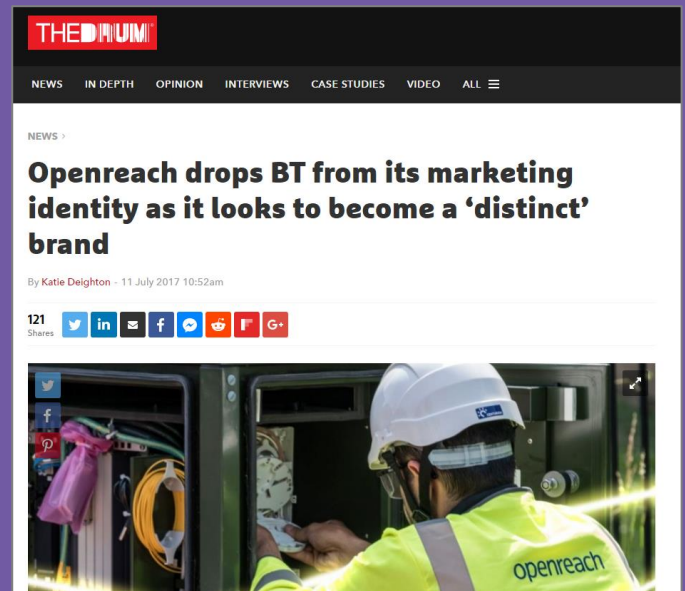 THEDRUM
NEWS IN DEPTH OPINION INTERVIEWS CASE STUDIES VIDEO ALL
NEWS ›
Openreach drops BT from its marketing
identity as it looks to become a ‘distinct’
brand
By Katie Deighton - 11 July 2017 10:52am
121
Shares
in f F G+
f
openreach